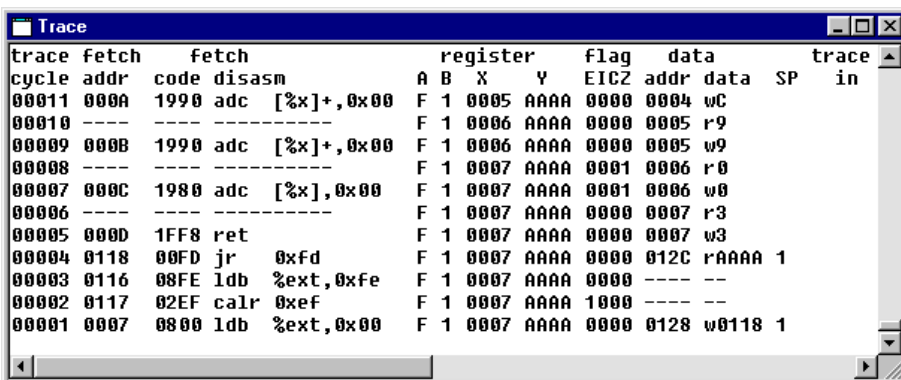 Trace
trace fetch fetch register flag data trace
cycle addr code disasm A B X Y EICZ addr data SP in
00011 000A 1990 adc [%x]+,0x00 F 1 0005 AAAA 0000 0004 wC
00010 ---- ---- ---------- F 1 0006 AAAA 0000 0005 r9
00009 000B 1990 adc [%x]+,0x00 F 1 0006 AAAA 0000 0005 w9
00008 ---- ---- ---------- F 1 0007 AAAA 0001 0006 r0
00007 000C 1980 adc [%x],0x00 F 1 0007 AAAA 0001 0006 w0
00006 ---- ---- ---------- F 1 0007 AAAA 0000 0007 r3
00005 000D 1FF8 ret F 1 0007 AAAA 0000 0007 w3
00004 0118 00FD jr 0xfd F 1 0007 AAAA 0000 012C rAAAA 1
00003 0116 08FE ldb %ext,0xfe F 1 0007 AAAA 0000 ---- --
00002 0117 02EF calr 0xef F 1 0007 AAAA 1000 ---- --
00001 0007 0800 ldb %ext,0x00 F 1 0007 AAAA 0000 0128 w0118 1